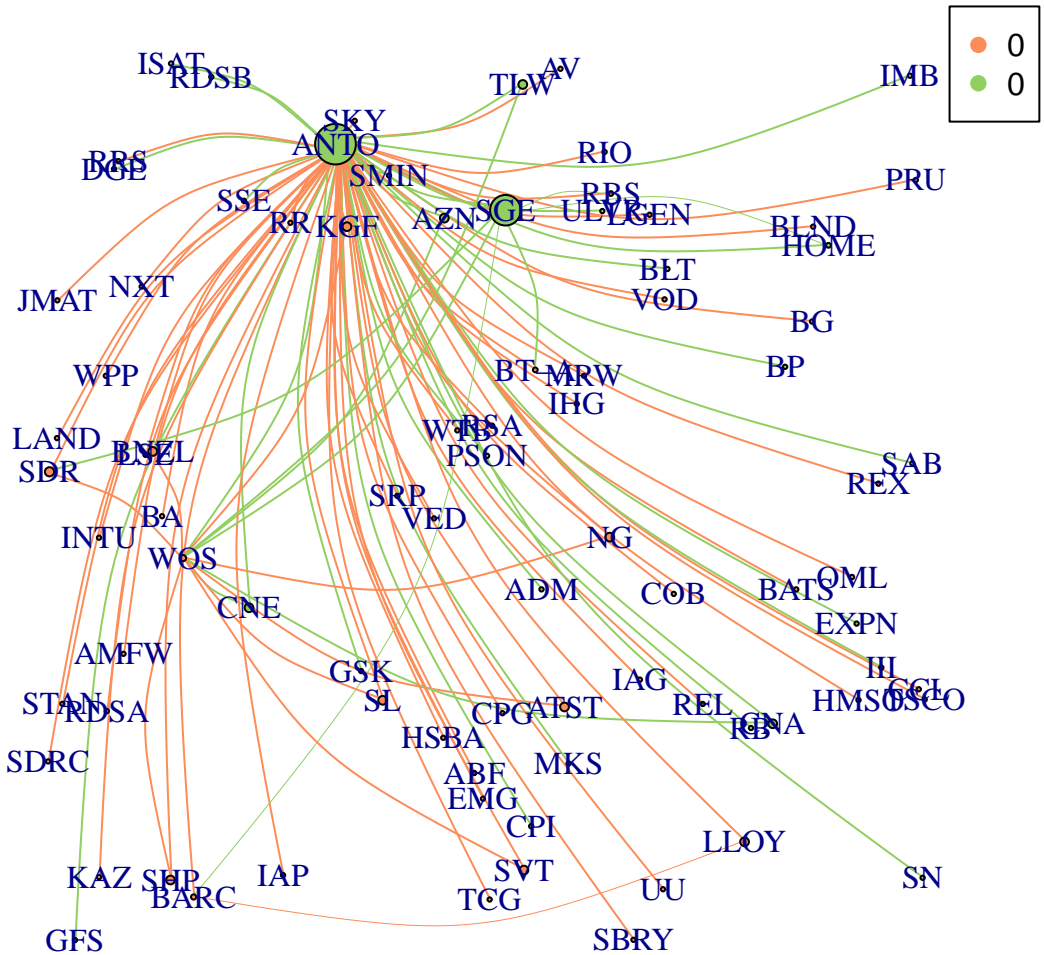 0
0
ISAT
RDSB
TLW
AV
IMB
SKY
ANTO
RRS
DGE
SMIN
RIO
PRU
SSE
RR
KGF
AZN
SGE
RBS
ULVR
LGEN
BLND
HOME
BLT
JMAT
NXT
VOD
BG
WPP
BT-A
MRW
BP
IHG
LAND
BNZL
LSE
WTB
RSA
PSON
SDR
SAB
REX
SRP
VED
BA
INTU
WOS
NG
CNE
ADM
COB
BATS
OML
EXPN
AMFW
GSK
SL
IAG
III
CCL
TSCO
HMSO
STAN
RDSA
CPG
ATST
REL
RB
GNA
HSBA
SDRC
ABF
MKS
EMG
CPI
LLOY
KAZ
SHP
BARC
IAP
SVT
TCG
UU
SN
GFS
SBRY